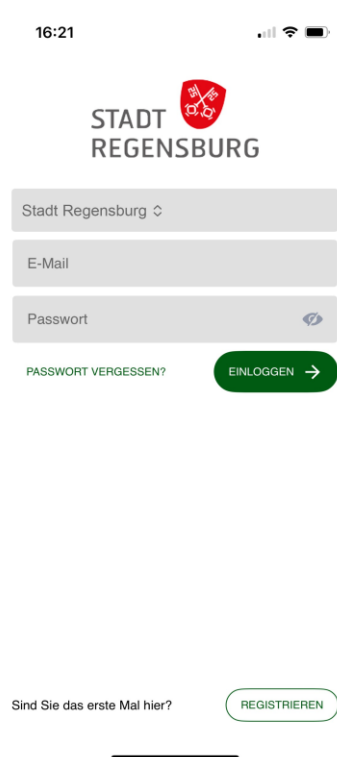 16:21
STADT
REGENSBURG
Stadt Regensburg
E-Mail
Passwort
PASSWORT VERGESSEN?
EINLOGGEN
Sind Sie das erste Mal hier?
REGISTRIEREN